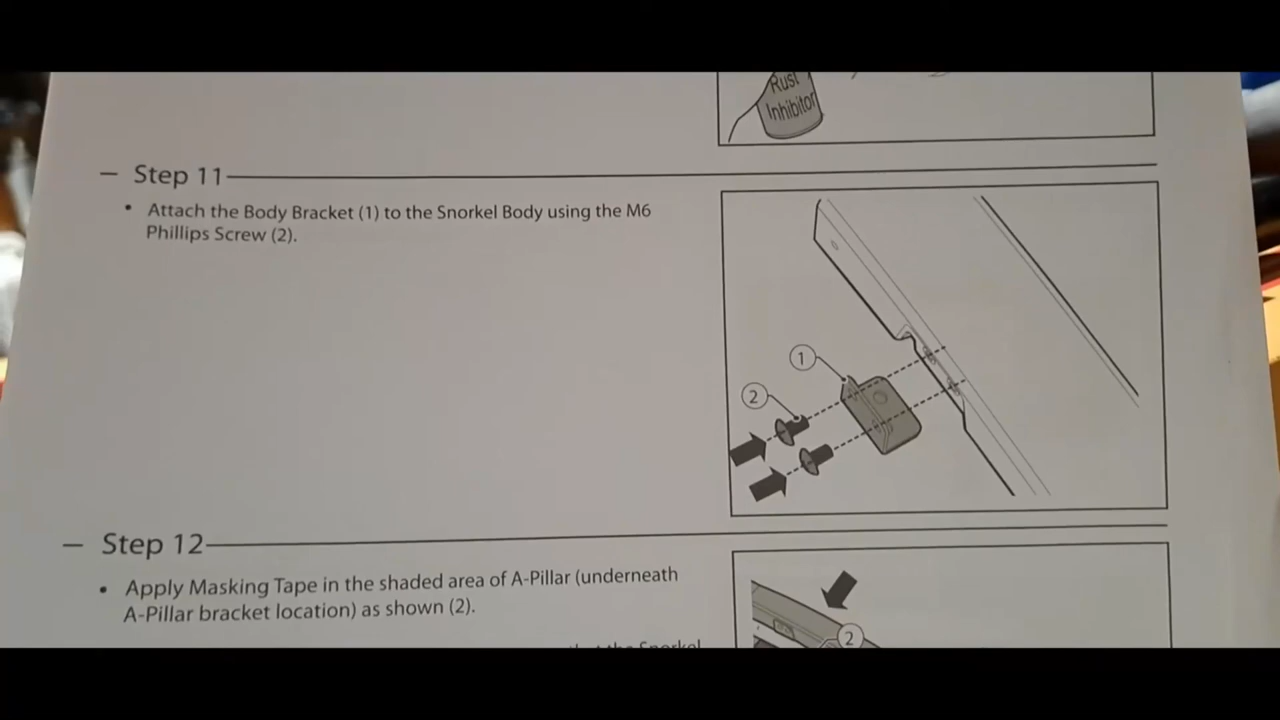 Rust
Inhibitor
Step 11
• Attach the Body Bracket (1) to the Snorkel Body using the M6
Phillips Screw (2).
1
2
Step 12
• Apply Masking Tape in the shaded area of A-Pillar (underneath
A-Pillar bracket location) as shown (2).
the Snorkel
2